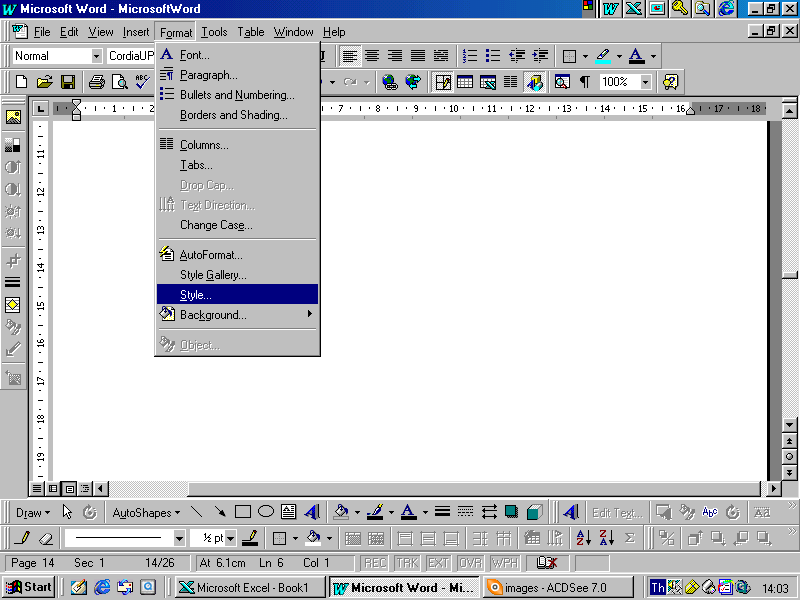 Microsoft Word - MicrosoftWord
File Edit View Insert Format Tools Table Window Help
Normal CordiaUP
100%
Font...
Paragraph...
Bullets and Numbering...
Borders and Shading...
Columns...
Tabs...
Drop Cap...
Text Direction...
Change Case...
AutoFormat...
Style Gallery...
Style...
Background...
Object...
1 2 7 8 9 10 11 12 13 14 15 16 17 18
11
12
13
14
15
16
17
18
19
Draw AutoShapes Edit Text... Abc Aä
½ pt
Page 14 Sec 1 14/26 At 6.1cm Ln 6 Col 1 REC TRK EXT OVR WPH
Start Microsoft Excel - Book1 Microsoft Word - Mi... images - ACDSee 7.0 Th 14:03